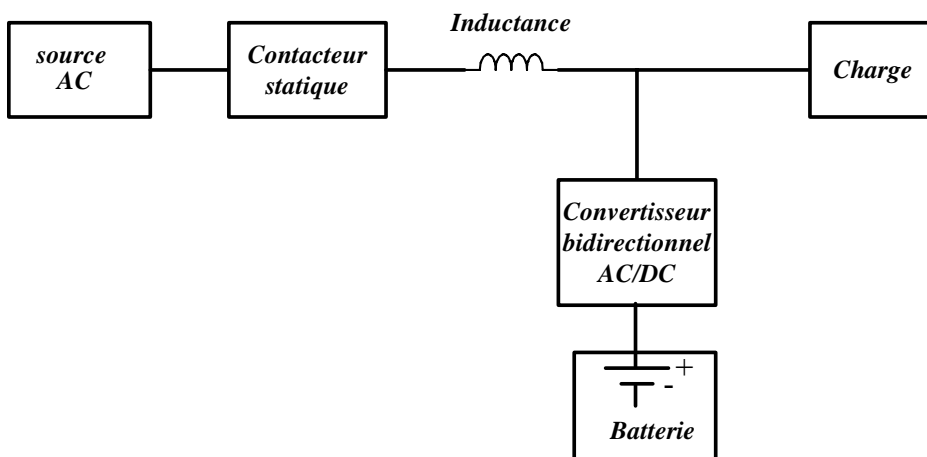 Inductance
source
AC
Contacteur
statique
Charge
Convertisseur
bidirectionnel
AC/DC
+
-
Batterie